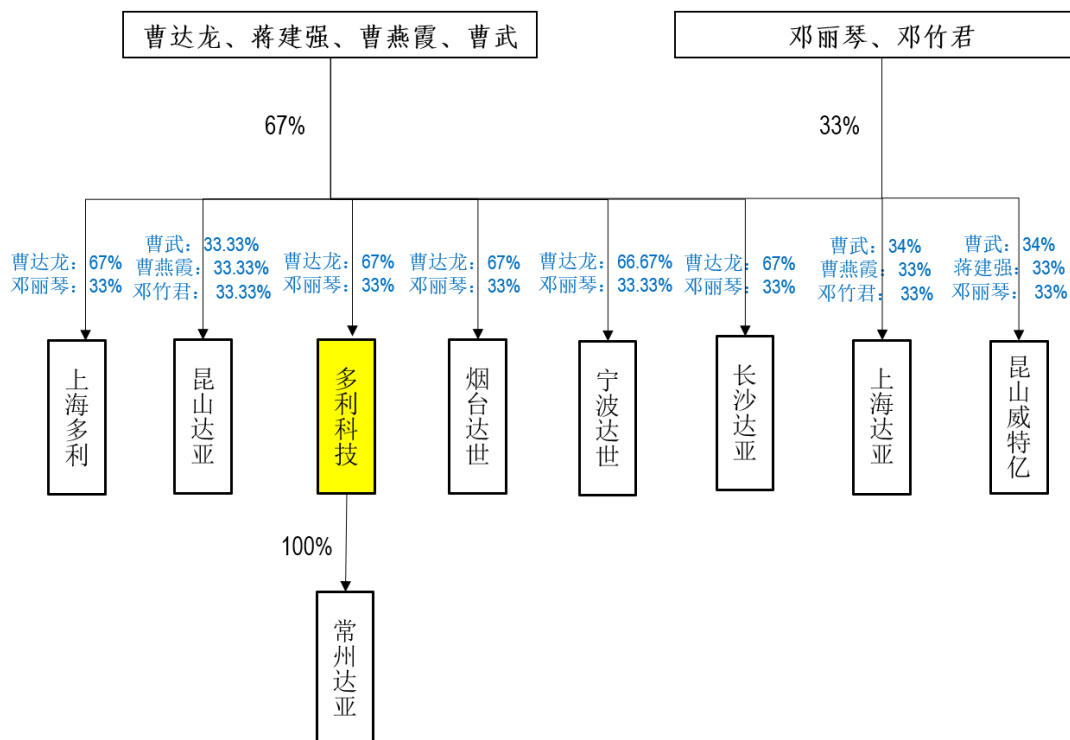 曹达龙、蒋建强、曹燕霞、曹武
邓丽琴、邓竹君
67%
33%
曹达龙：67%
邓丽琴：33%
曹武：33.33%
曹燕霞：33.33%
邓竹君：33.33%
曹达龙：67%
邓丽琴：33%
曹达龙：67%
邓丽琴：33%
曹达龙：66.67%
邓丽琴：33.33%
曹达龙：67%
邓丽琴：33%
曹武：34%
曹燕霞：33%
邓竹君：33%
曹武：34%
蒋建强：33%
邓丽琴：33%
上海多利
昆山达亚
多利科技
烟台达世
宁波达世
长沙达亚
上海达亚
昆山威特亿
100%
常州达亚